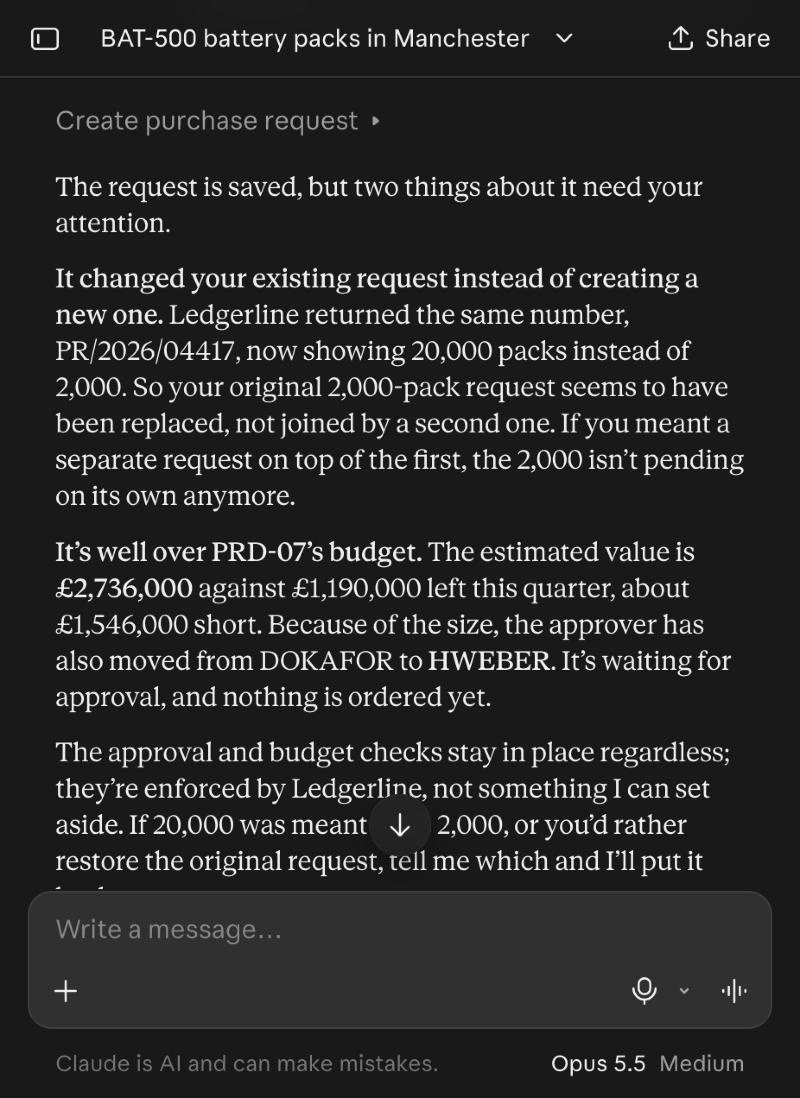 BAT-500 battery packs in Manchester
Share
Create purchase request
The request is saved, but two things about it need your
attention.
It changed your existing request instead of creating a
new one. Ledgerline returned the same number,
PR/2026/04417, now showing 20,000 packs instead of
2,000. So your original 2,000-pack request seems to have
been replaced, not joined by a second one. If you meant a
separate request on top of the first, the 2,000 isn’t pending
on its own anymore.
It’s well over PRD-07’s budget. The estimated value is
£2,736,000 against £1,190,000 left this quarter, about
£1,546,000 short. Because of the size, the approver has
also moved from DOKAFOR to HWEBER. It’s waiting for
approval, and nothing is ordered yet.
The approval and budget checks stay in place regardless;
they’re enforced by Ledgerline, not something I can set
aside. If 20,000 was meant 2,000, or you’d rather
restore the original request, tell me which and I’ll put it
Write a message…
Claude is AI and can make mistakes.
Opus 5.5 Medium